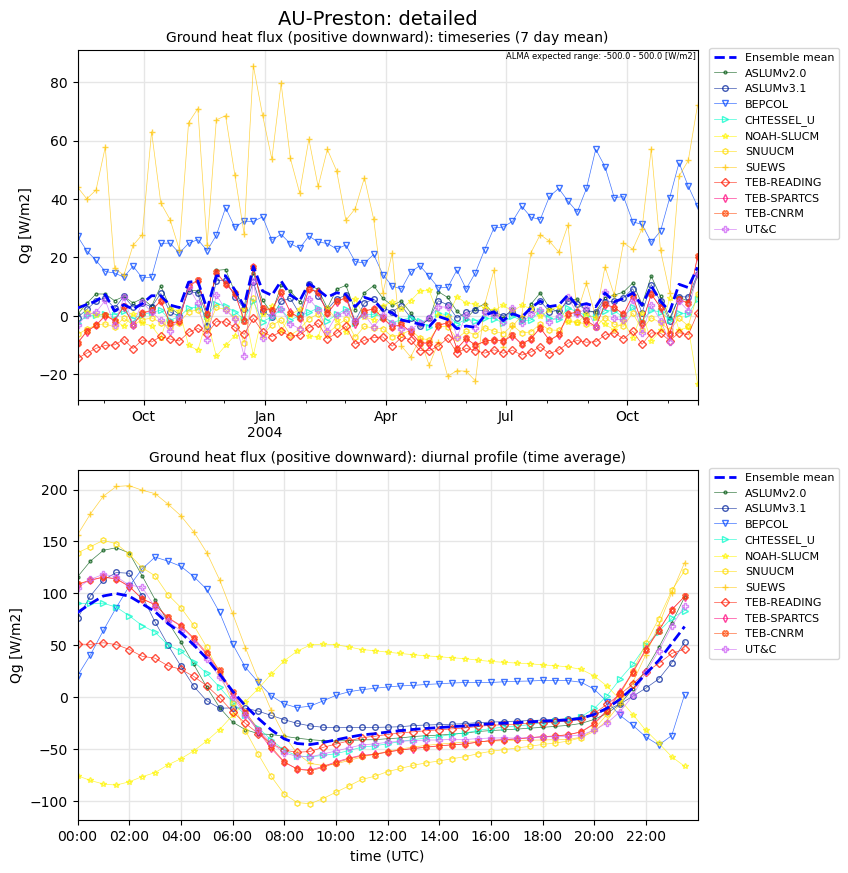 AU-Preston: detailed
Ground heat flux (positive downward): timeseries (7 day mean)
ALMA expected range: -500.0 - 500.0 [W/m2]
Qg [W/m2]
80
60
40
20
0
−20
Oct
Jan
2004
Apr
Jul
Oct
Ensemble mean
ASLUMv2.0
ASLUMv3.1
BEPCOL
CHTESSEL_U
NOAH-SLUCM
SNUUCM
SUEWS
TEB-READING
TEB-SPARTCS
TEB-CNRM
UT&C
Ground heat flux (positive downward): diurnal profile (time average)
Qg [W/m2]
200
150
100
50
0
−50
−100
00:00
02:00
04:00
06:00
08:00
10:00
12:00
14:00
16:00
18:00
20:00
22:00
time (UTC)
Ensemble mean
ASLUMv2.0
ASLUMv3.1
BEPCOL
CHTESSEL_U
NOAH-SLUCM
SNUUCM
SUEWS
TEB-READING
TEB-SPARTCS
TEB-CNRM
UT&C